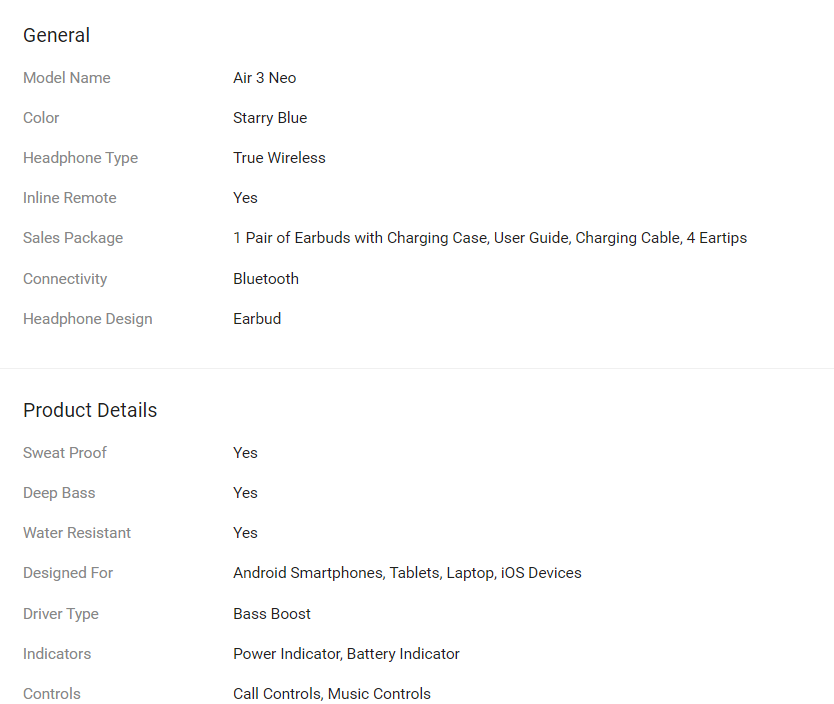 General
Model Name Air 3 Neo
Color Starry Blue
Headphone Type True Wireless
Inline Remote Yes
Sales Package 1 Pair of Earbuds with Charging Case, User Guide, Charging Cable, 4 Eartips
Connectivity Bluetooth
Headphone Design Earbud
Product Details
Sweat Proof Yes
Deep Bass Yes
Water Resistant Yes
Designed For Android Smartphones, Tablets, Laptop, iOS Devices
Driver Type Bass Boost
Indicators Power Indicator, Battery Indicator
Controls Call Controls, Music Controls